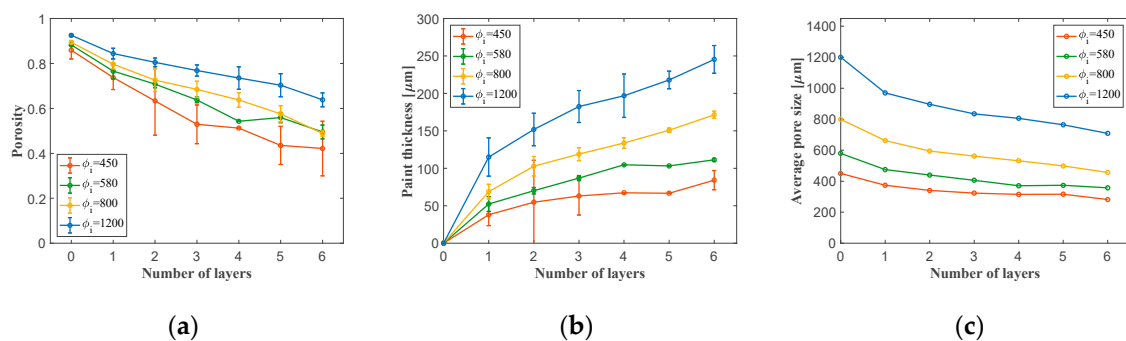 1
0.8
0.6
0.4
0.2
0
Porosity
ϕi=450
ϕi=580
ϕi=800
ϕi=1200
0 1 2 3 4 5 6
Number of layers
(a)
300
250
200
150
100
50
0
Paint thickness [μm]
ϕi=450
ϕi=580
ϕi=800
ϕi=1200
0 1 2 3 4 5 6
Number of layers
(b)
1400
1200
1000
800
600
400
200
0
Average pore size [μm]
ϕi=450
ϕi=580
ϕi=800
ϕi=1200
0 1 2 3 4 5 6
Number of layers
(c)